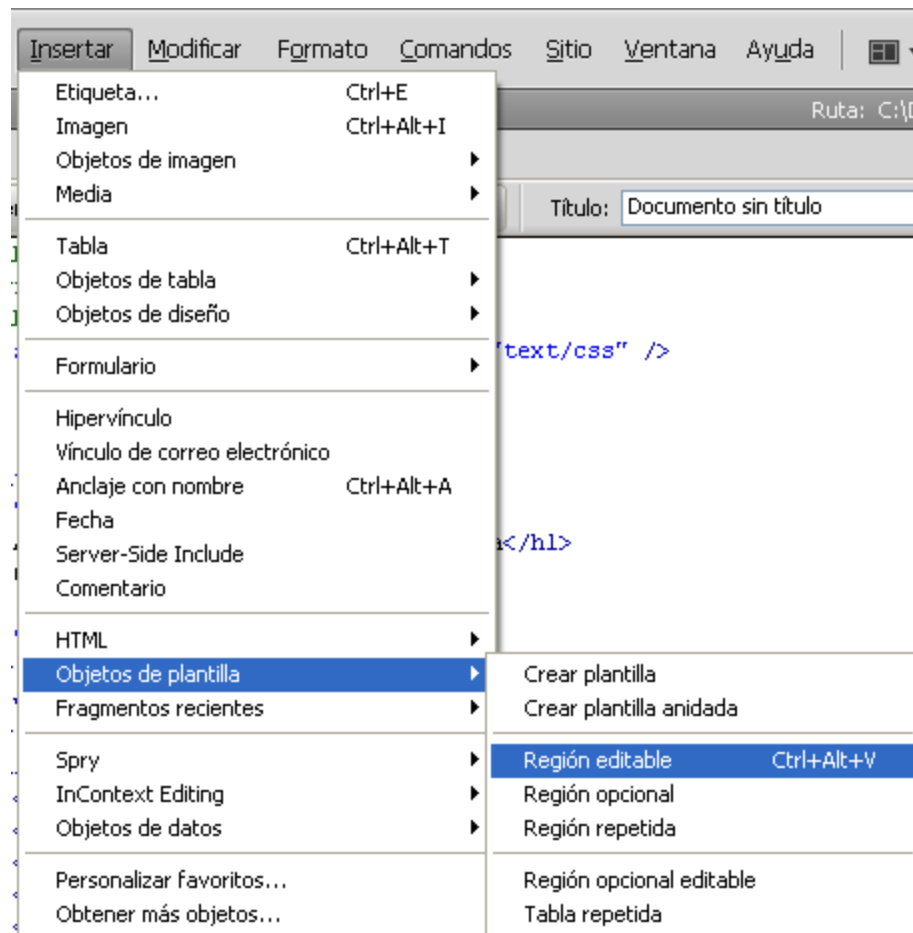 Insertar Modificar Formato Comandos Sitio Ventana Ayuda
Etiqueta... Ctrl+E
Ruta: C:\D
Imagen Ctrl+Alt+I
Objetos de imagen
Media
Título: Documento sin título
Tabla Ctrl+Alt+T
Objetos de tabla
Objetos de diseño
"text/css" />
Formulario
Hipervínculo
Vínculo de correo electrónico
Anclaje con nombre Ctrl+Alt+A
Fecha
</h1>
Server-Side Include
Comentario
HTML
Objetos de plantilla
Crear plantilla
Fragmentos recientes
Crear plantilla anidada
Spry
Región editable Ctrl+Alt+V
InContext Editing
Región opcional
Objetos de datos
Región repetida
Personalizar favoritos...
Región opcional editable
Obtener más objetos...
Tabla repetida